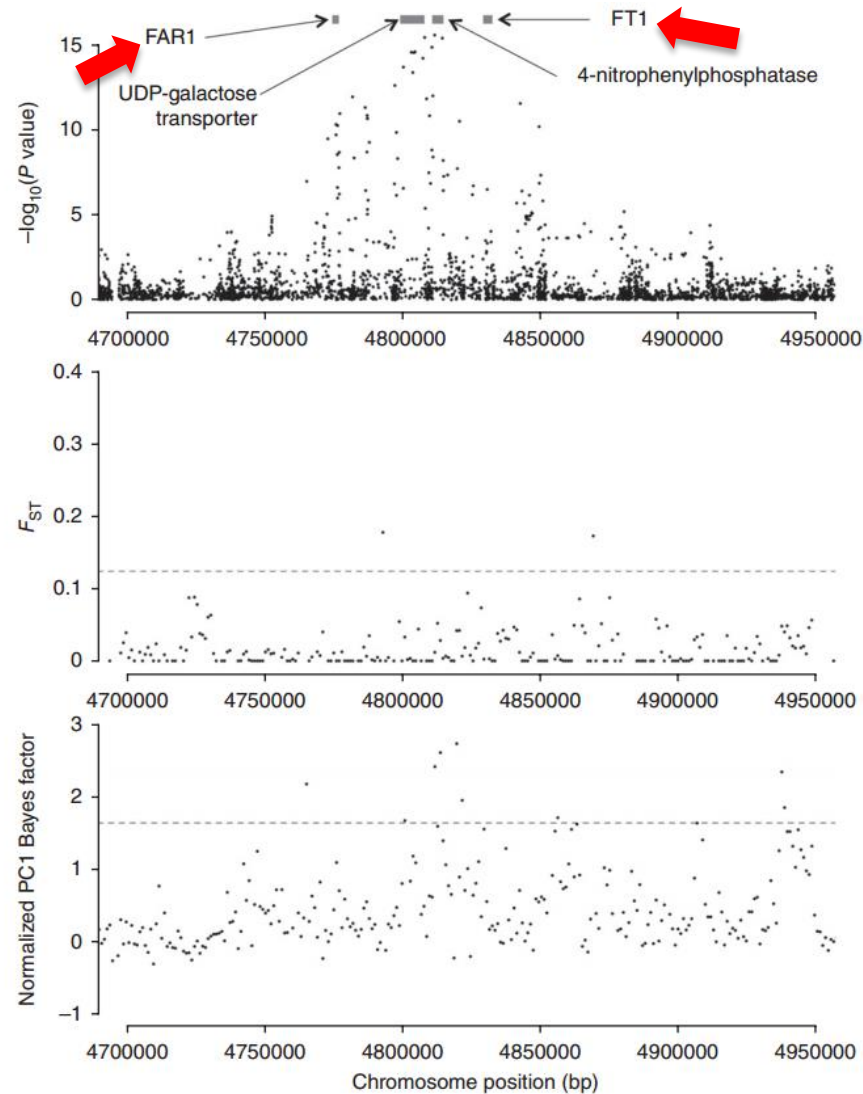 FAR1
FT1
UDP-galactose
transporter
4-nitrophenylphosphatase
−log10(P value)
15
10
5
0
4700000 4750000 4800000 4850000 4900000 4950000
FST
0.4
0.3
0.2
0.1
0
4700000 4750000 4800000 4850000 4900000 4950000
Normalized PC1 Bayes factor
3
2
1
0
−1
4700000 4750000 4800000 4850000 4900000 4950000
Chromosome position (bp)